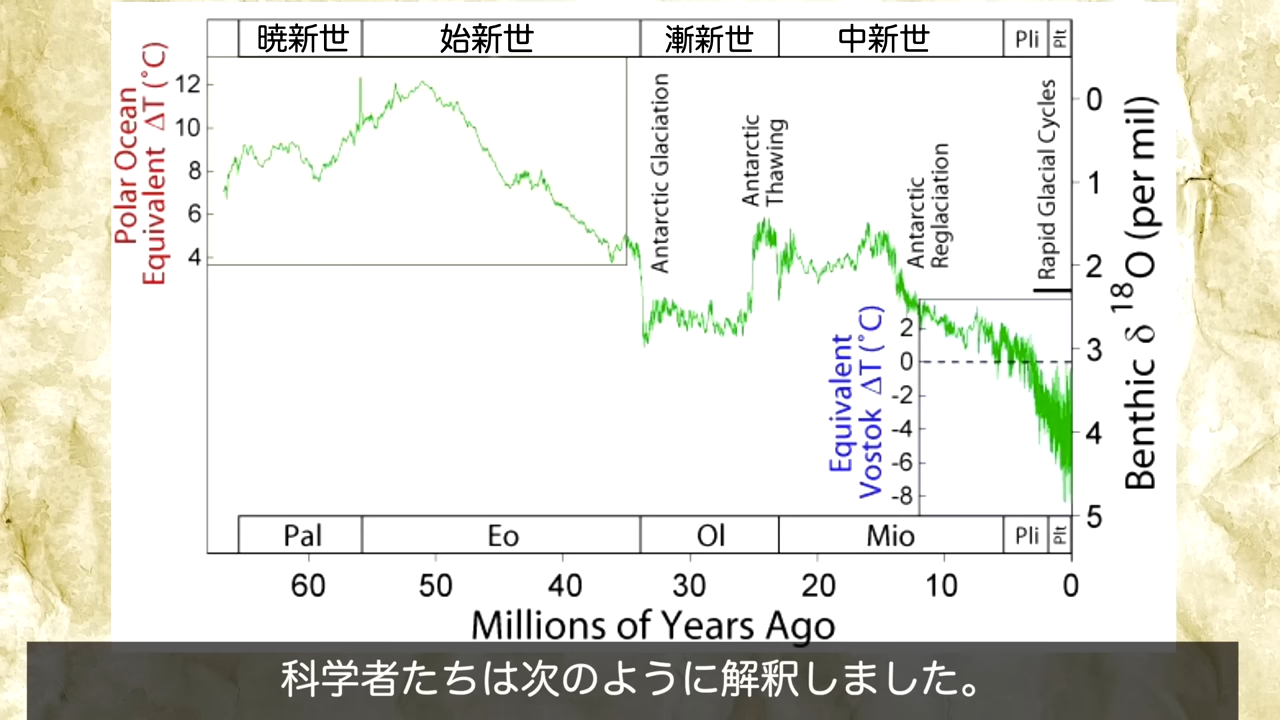 暁新世 始新世 漸新世 中新世 Pli Plt
Polar Ocean
Equivalent ΔT (˚C)
12
10
8
6
4
Antarctic Glaciation
Antarctic
Thawing
Antarctic
Reglaciation
Rapid Glacial Cycles
Equivalent
Vostok ΔT (˚C)
2
0
-2
-4
-6
-8
0
1
2
3
4
5
Benthic δ 18O (per mil)
Pal Eo Ol Mio Pli Plt
60 50 40 30 20 10 0
Millions of Years Ago
科学者たちは次のように解釈しました。